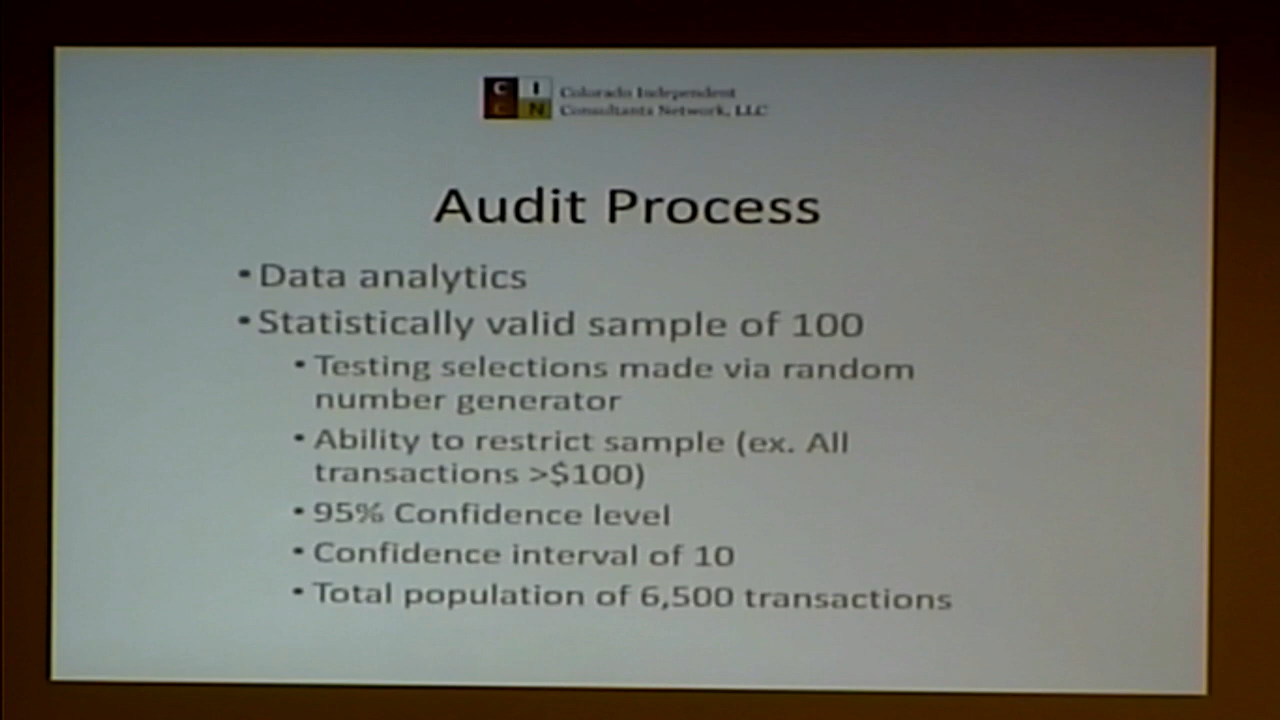 C I
C N
Colorado Independent
Consultants Network, LLC
Audit Process
• Data analytics
• Statistically valid sample of 100
• Testing selections made via random
number generator
• Ability to restrict sample (ex. All
transactions >$100)
• 95% Confidence level
• Confidence interval of 10
• Total population of 6,500 transactions